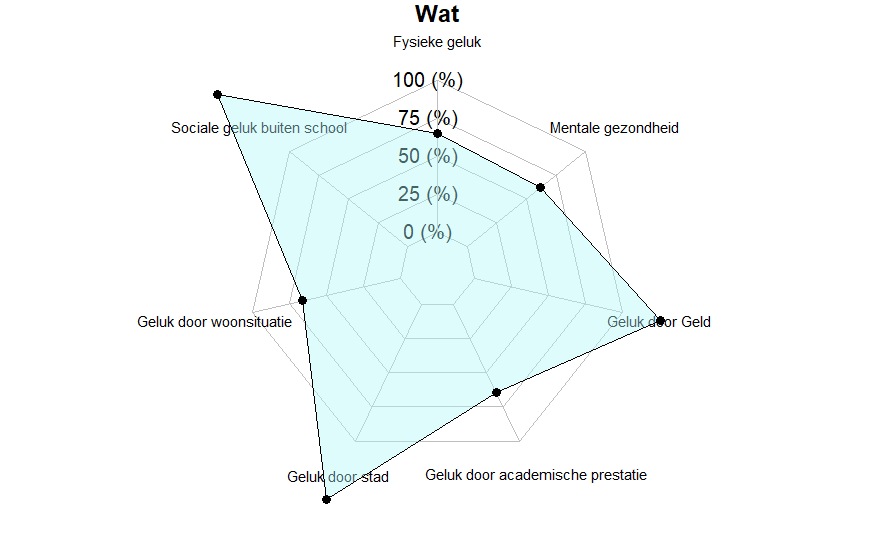 Wat
Fysieke geluk
100 (%)
75 (%)
Sociale geluk buiten school
Mentale gezondheid
50 (%)
25 (%)
0 (%)
Geluk door woonsituatie
Geluk door Geld
Geluk door stad
Geluk door academische prestatie